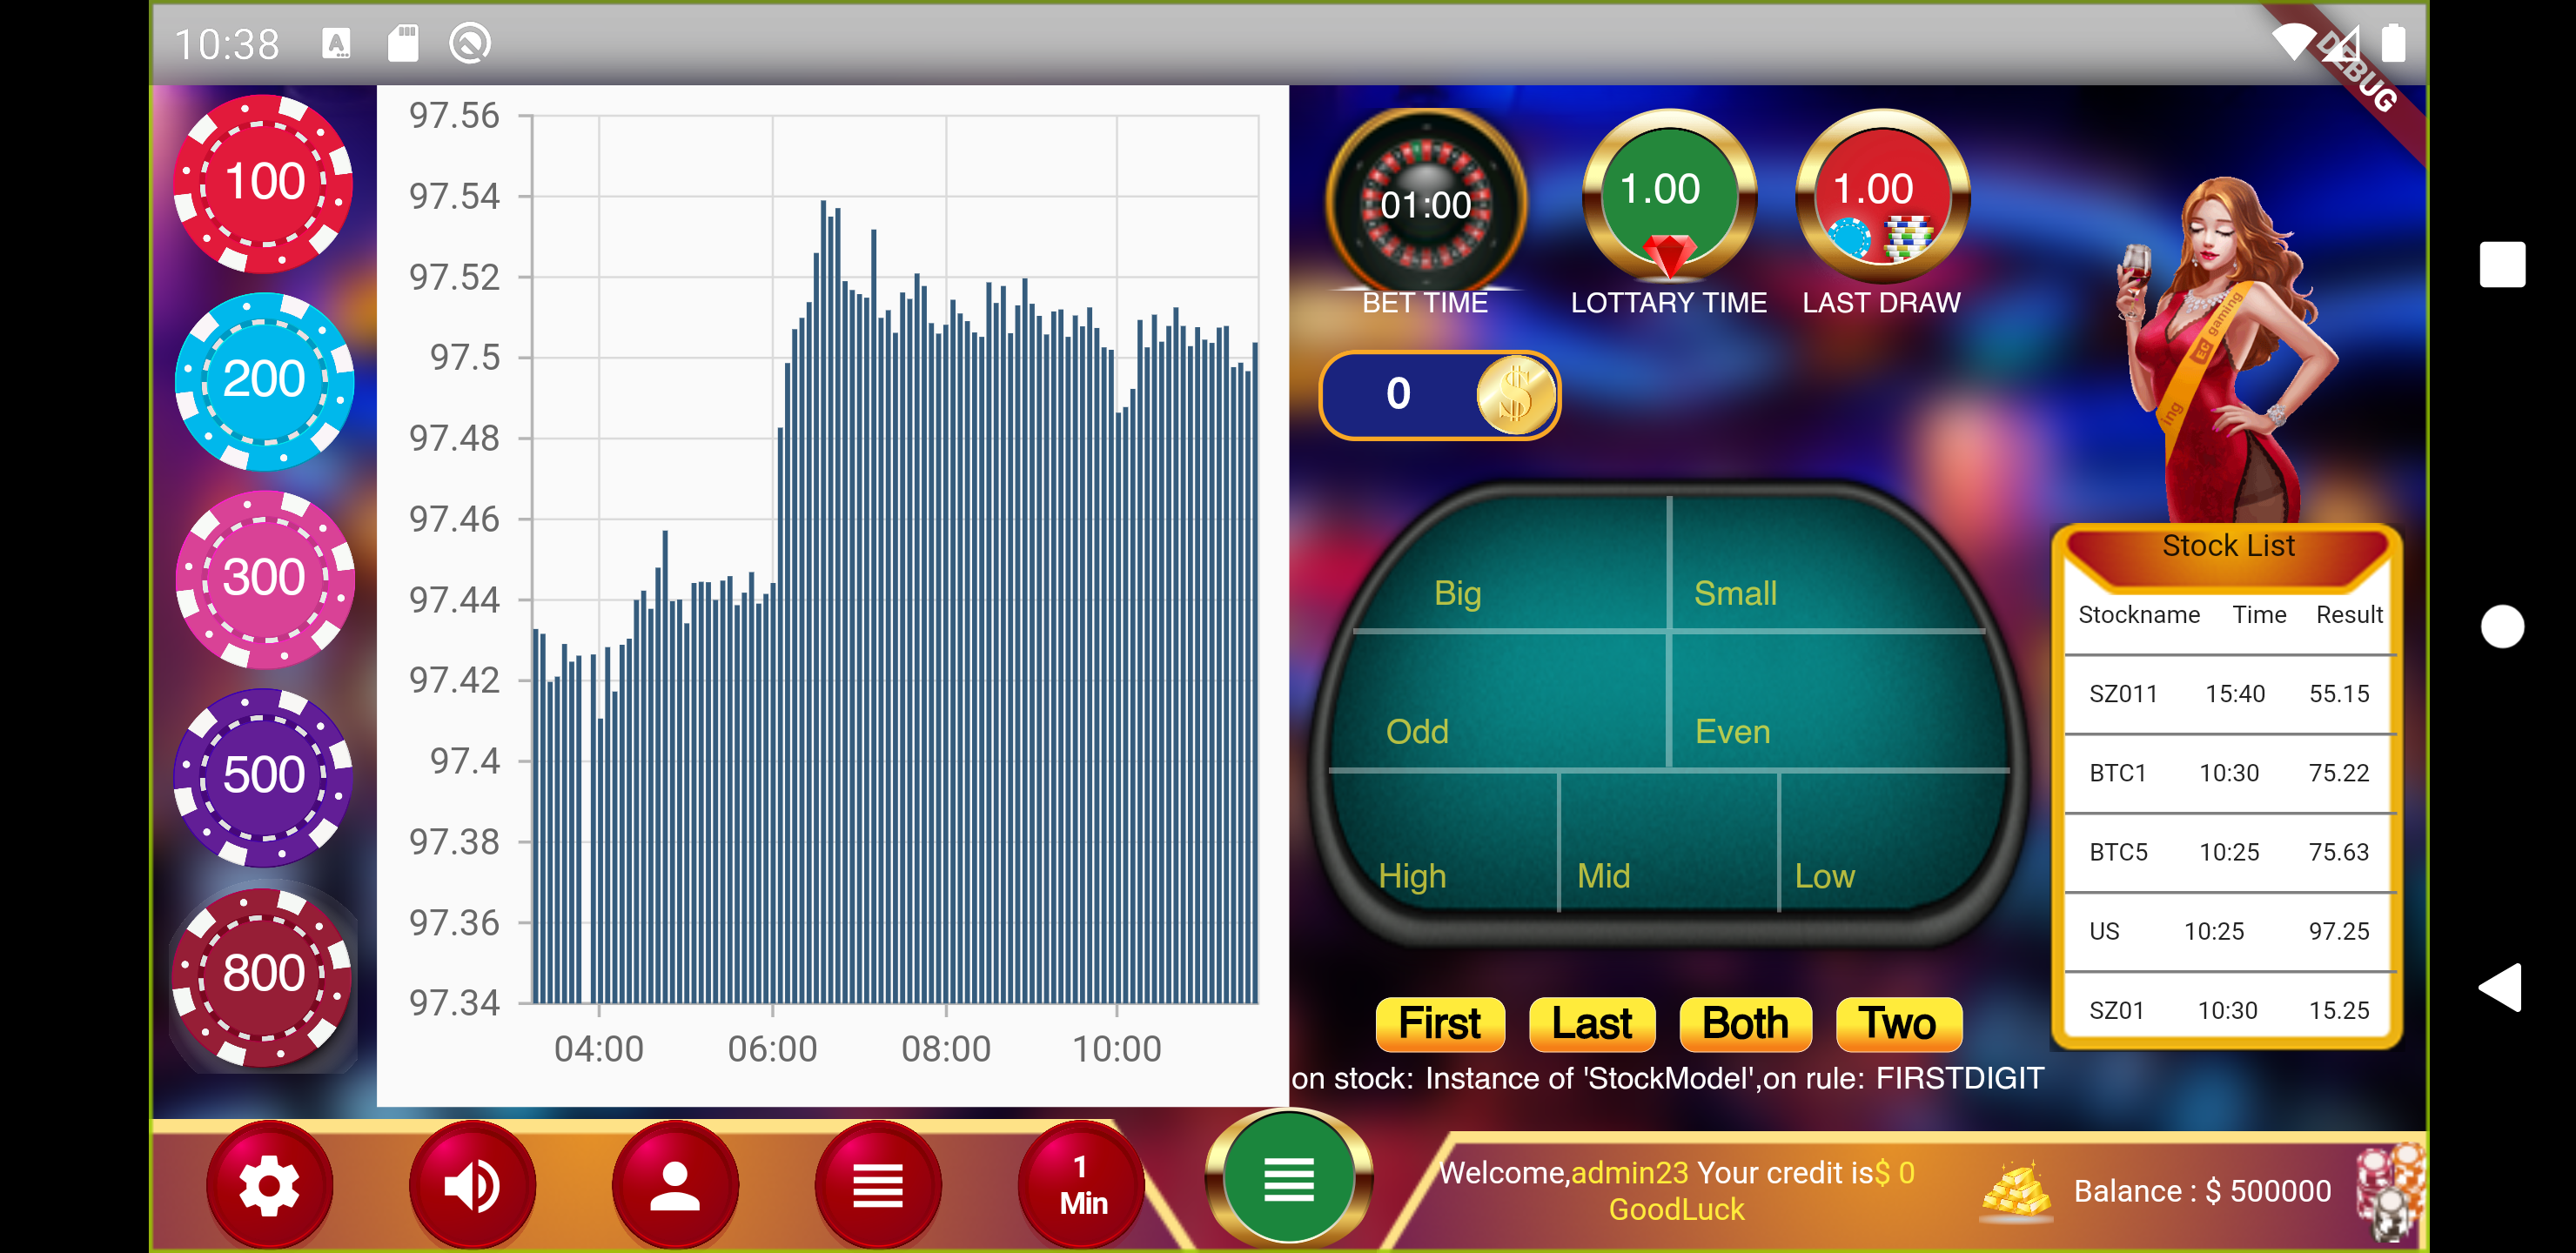 10:38
A
DEBUG
100
200
300
500
800
97.56
97.54
97.52
97.5
97.48
97.46
97.44
97.42
97.4
97.38
97.36
97.34
04:00 06:00 08:00 10:00
01:00
BET TIME
1.00
LOTTARY TIME
1.00
LAST DRAW
0
$
EC gaming
ing
Big Small
Odd Even
High Mid Low
First Last Both Two
on stock: Instance of 'StockModel',on rule: FIRSTDIGIT
Stock List
Stockname Time Result
SZ011 15:40 55.15
BTC1 10:30 75.22
BTC5 10:25 75.63
US 10:25 97.25
SZ01 10:30 15.25
1
Min
Welcome,admin23 Your credit is$ 0
GoodLuck
Balance : $ 500000